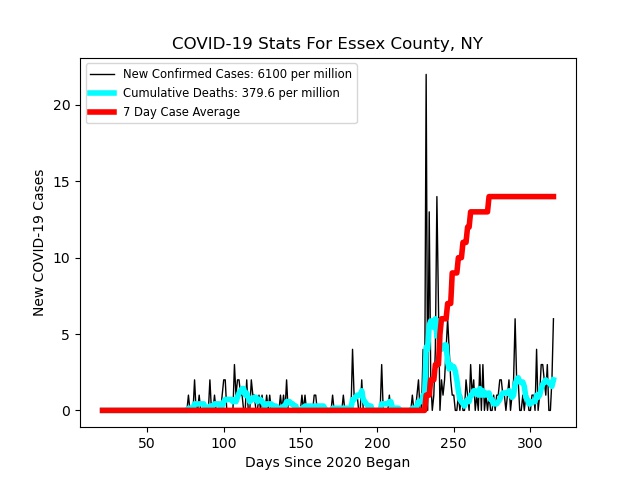 COVID-19 Stats For Essex County, NY
New Confirmed Cases: 6100 per million
Cumulative Deaths: 379.6 per million
7 Day Case Average
New COVID-19 Cases
20
15
10
5
0
50 100 150 200 250 300
Days Since 2020 Began